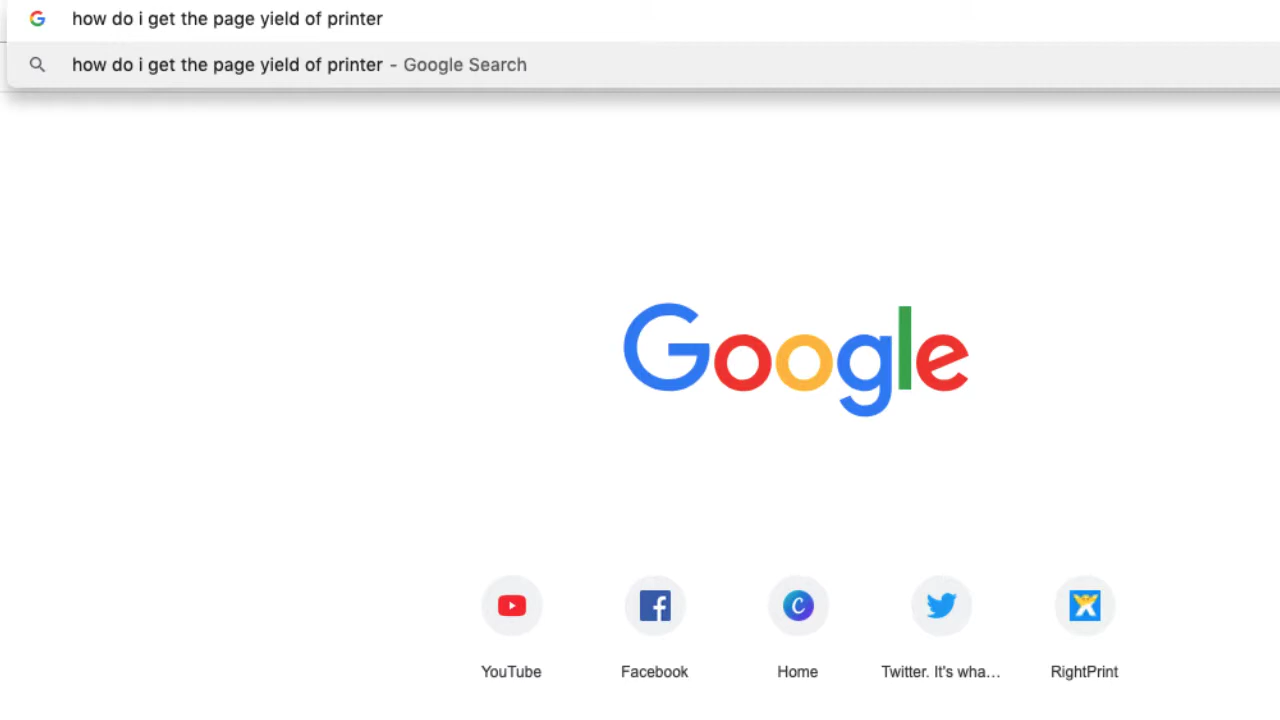 how do i get the page yield of printer
how do i get the page yield of printer - Google Search
Google
YouTube
Facebook
Home
Twitter. It's wha...
RightPrint